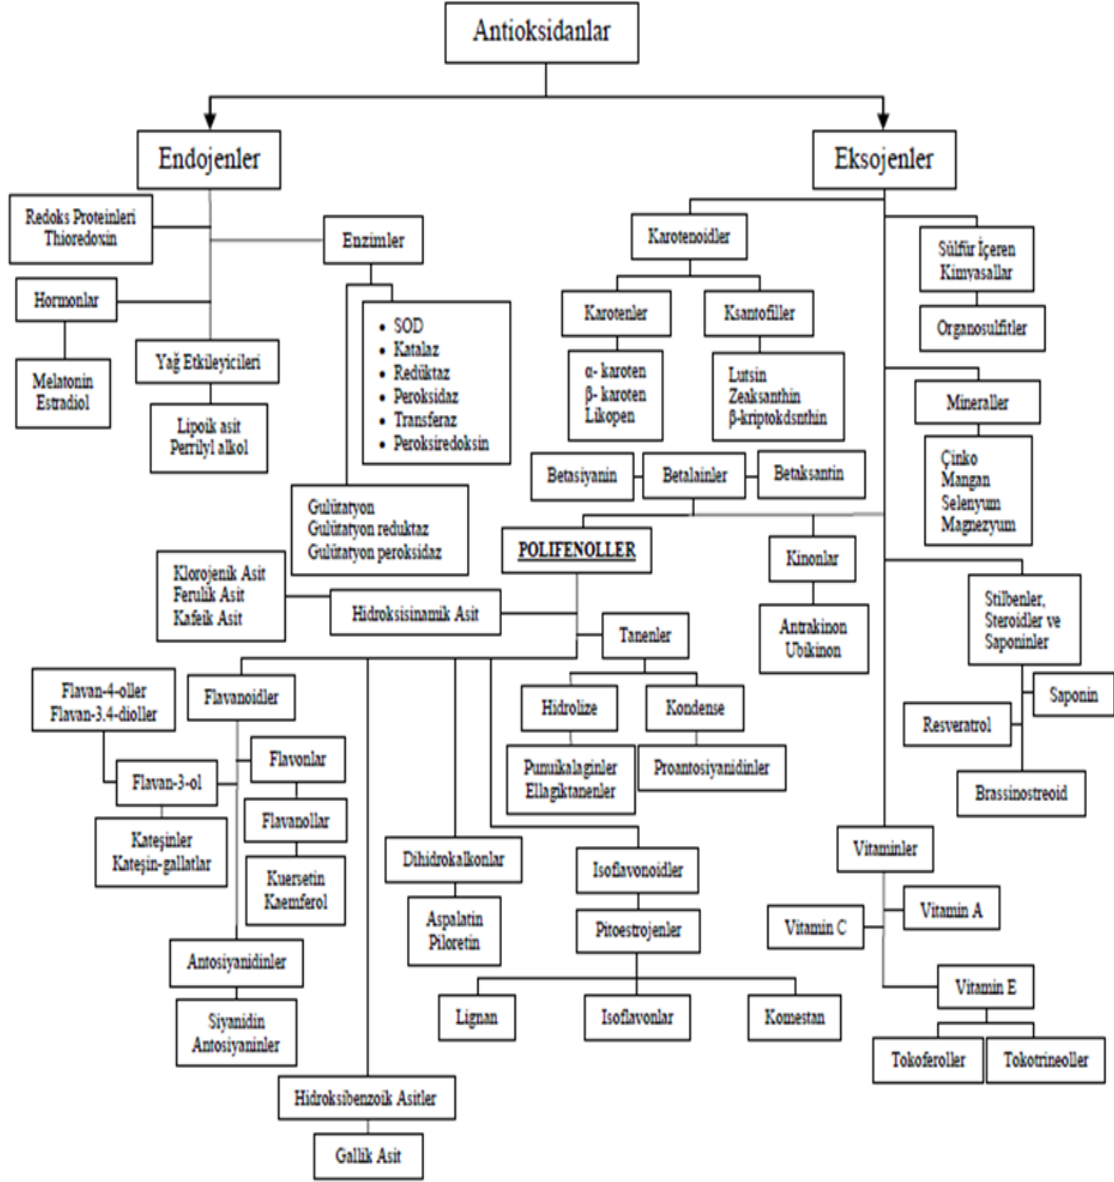 Antioksidanlar
Endojenler
Eksojenler
Redoks Proteinleri
Thioredoxin
Enzimler
Hormonlar
• SOD
• Katalaz
• Redüktaz
• Peroksidaz
• Transferaz
• Peroksiredoksin
Yağ Etkileyicileri
Melatonin
Estradiol
Lipoik asit
Perrilyl alkol
Gulütatyon
Gulütatyon reduktaz
Gulütatyon peroksidaz
Karotenoidler
Sülfür İçeren
Kimyasallar
Karotenler
Ksantofiller
Organosulfitler
α- karoten
β- karoten
Likopen
Lutsin
Zeaksanthin
β-kriptokdsnthin
Mineraller
Çinko
Mangan
Selenyum
Magnezyum
Betasiyanin
Betalainler
Betaksantin
POLİFENOLLER
Kinonlar
Antrakinon
Ubikinon
Stilbenler,
Steroidler ve
Saponinler
Saponin
Resveratrol
Brassinostreoid
Klorojenik Asit
Ferulik Asit
Kafeik Asit
Hidroksisinamik Asit
Tanenler
Hidrolize
Kondense
Punuikalaginler
Ellagiktanenler
Proantosiyanidinler
Flavan-4-oller
Flavan-3.4-dioller
Flavanoidler
Flavan-3-ol
Flavonlar
Kateşinler
Kateşin-gallatlar
Flavanollar
Kuersetin
Kaemferol
Dihidrokalkonlar
Aspalatin
Piloretin
Isoflavonoidler
Pitoestrojenler
Lignan
Isoflavonlar
Komestan
Antosiyanidinler
Siyanidin
Antosiyaninler
Hidroksibenzoik Asitler
Gallik Asit
Vitaminler
Vitamin C
Vitamin A
Vitamin E
Tokoferoller
Tokotrineoller